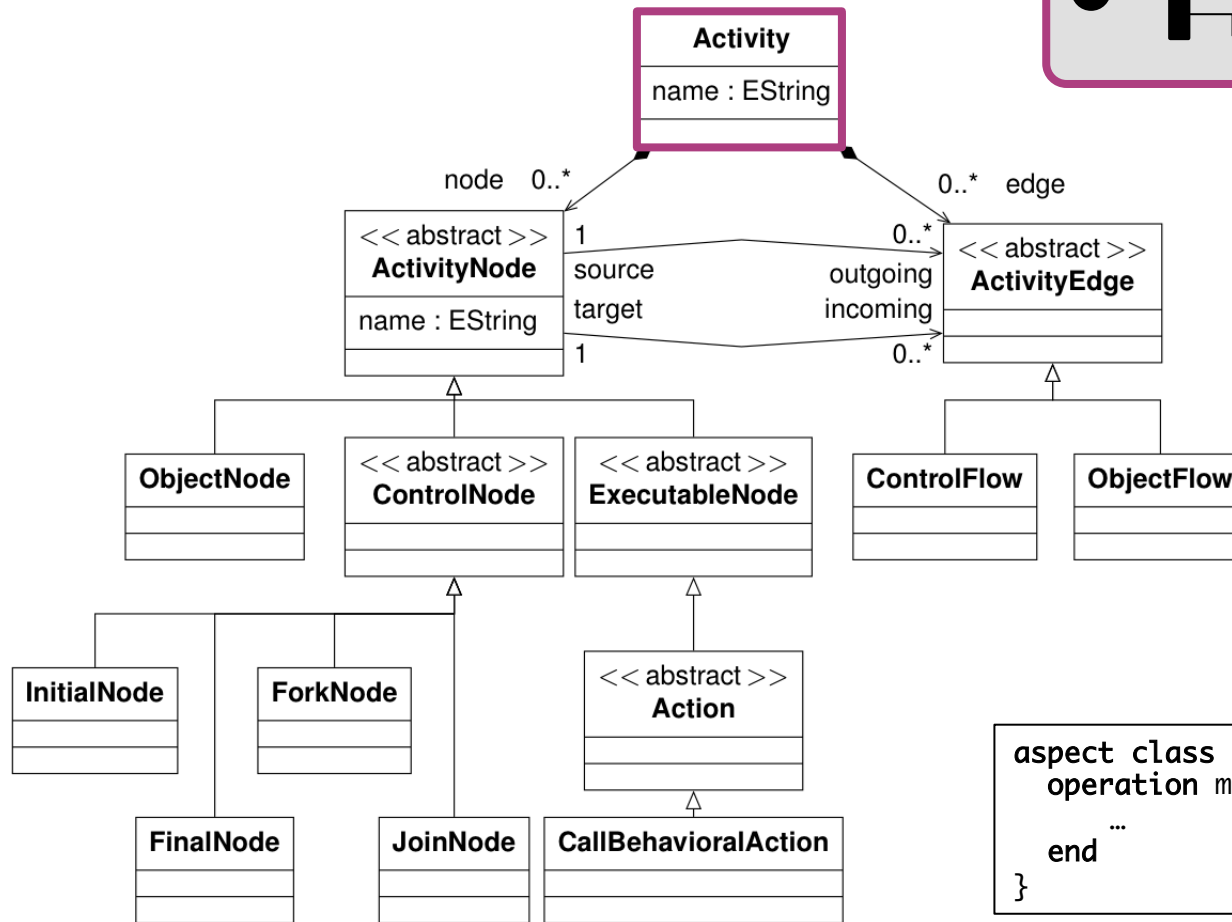 Activity
name : EString
node 0..*
0..* edge
<< abstract >>
ActivityNode
name : EString
1
source
target
1
0..*
outgoing
incoming
0..*
<< abstract >>
ActivityEdge
ObjectNode
<< abstract >>
ControlNode
<< abstract >>
ExecutableNode
ControlFlow
ObjectFlow
InitialNode
ForkNode
<< abstract >>
Action
FinalNode
JoinNode
CallBehavioralAction
aspect class
operation m
…
end
}